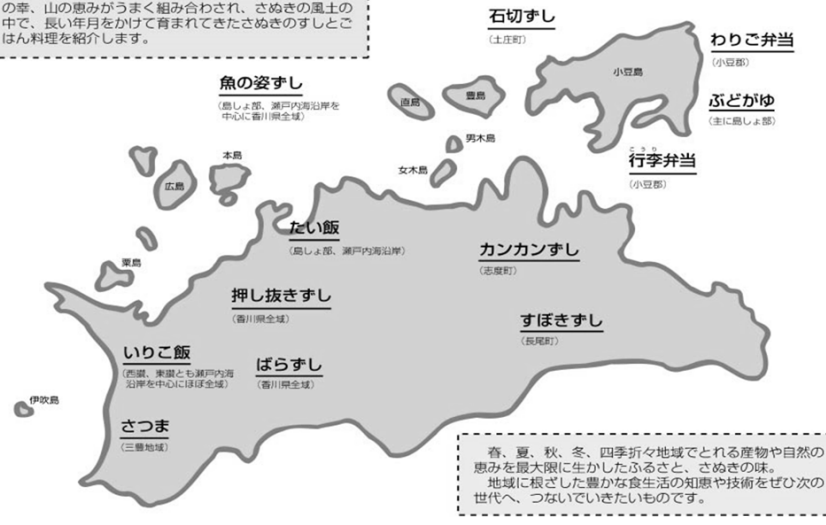 の幸、山の恵みがうまく組み合わされ、さぬきの風土の
中で、長い年月をかけて育まれてきたさぬきのすしとご
はん料理を紹介します。
石切ずし
（土庄町）
わりご弁当
（小豆郡）
小豆島
ぶどがゆ
（主に島しょ部）
魚の姿ずし
（島しょ部、瀬戸内海沿岸を
中心に香川県全域）
直島
豊島
男木島
女木島
こうり
行李弁当
（小豆郡）
本島
広島
たい飯
（島しょ部、瀬戸内海沿岸）
カンカンずし
（志度町）
粟島
押し抜きずし
（香川県全域）
すぼきずし
（長尾町）
いりこ飯
（西讃、東讃とも瀬戸内海
沿岸を中心にほぼ全域）
ばらずし
（香川県全域）
伊吹島
さつま
（三豊地域）
春、夏、秋、冬、四季折々地域でとれる産物や自然の
恵みを最大限に生かしたふるさと、さぬきの味。
地域に根ざした豊かな食生活の知恵や技術をぜひ次の
世代へ、つないでいきたいものです。